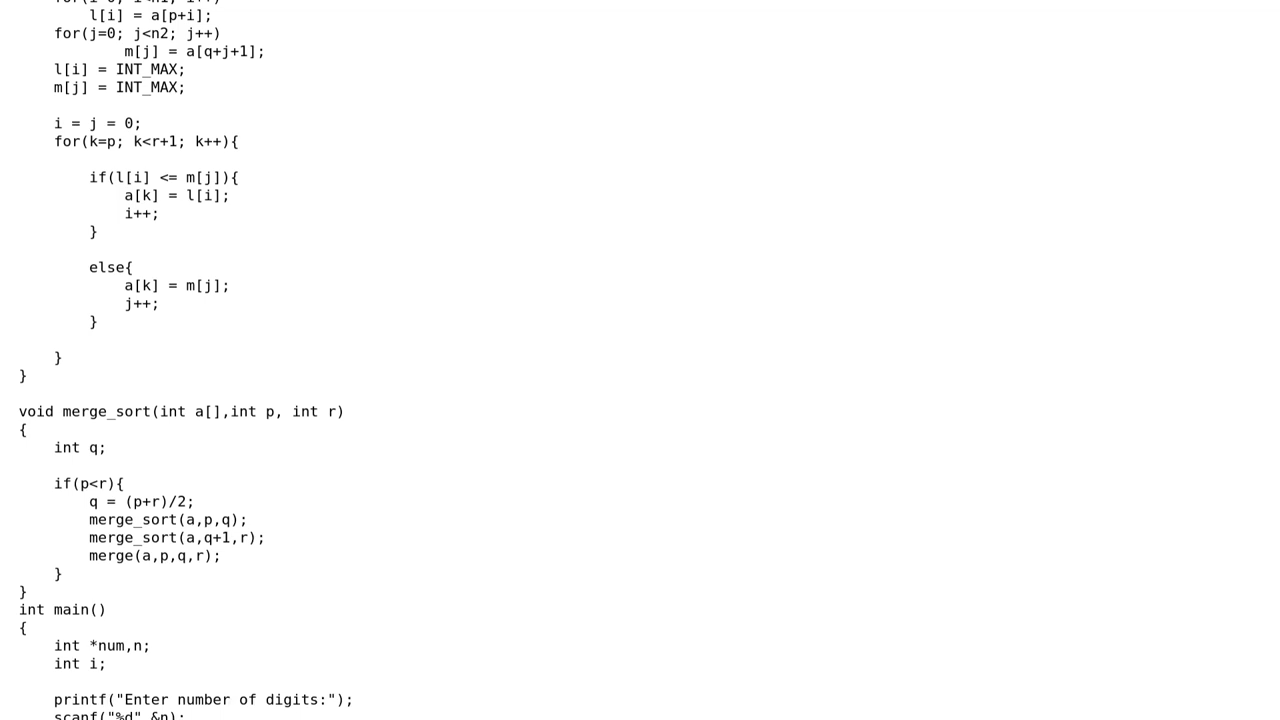 l[i] = a[p+i];
for(j=0; j<n2; j++)
m[j] = a[q+j+1];
l[i] = INT_MAX;
m[j] = INT_MAX;
i = j = 0;
for(k=p; k<r+1; k++){
if(l[i] <= m[j]){
a[k] = l[i];
i++;
}
else{
a[k] = m[j];
j++;
}
}
}
void merge_sort(int a[],int p, int r)
{
int q;
if(p<r){
q = (p+r)/2;
merge_sort(a,p,q);
merge_sort(a,q+1,r);
merge(a,p,q,r);
}
}
int main()
{
int *num,n;
int i;
printf("Enter number of digits:");
scanf("%d",&n);